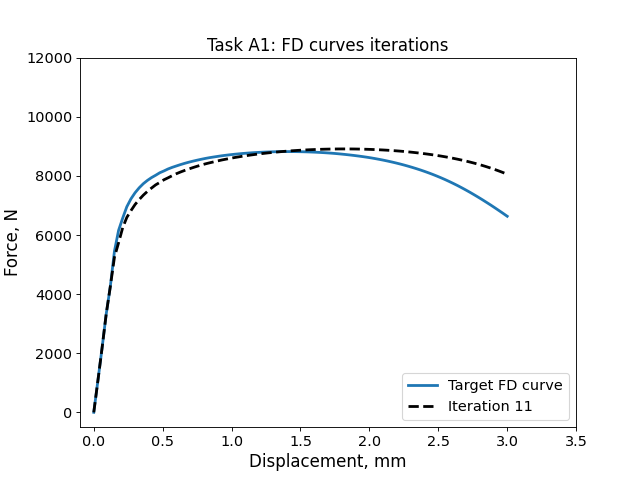 Task A1: FD curves iterations
12000
10000
8000
6000
4000
2000
0
Force, N
Target FD curve
Iteration 11
0.0 0.5 1.0 1.5 2.0 2.5 3.0 3.5
Displacement, mm